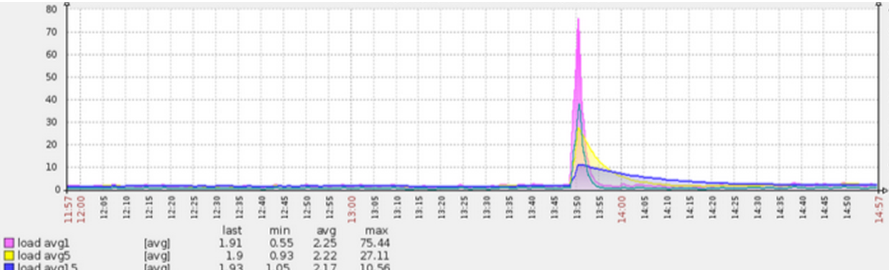 80
70
60
50
40
30
20
10
0
11:57 12:00 12:05 12:10 12:15 12:20 12:25 12:30 12:35 12:40 12:45 12:50 12:55 13:00 13:05 13:10 13:15 13:20 13:25 13:30 13:35 13:40 13:45 13:50 13:55 14:00 14:05 14:10 14:15 14:20 14:25 14:30 14:35 14:40 14:45 14:50 14:57
last min avg max
load avg1 [avg] 1.91 0.55 2.25 75.44
load avg5 [avg] 1.9 0.93 2.22 27.11
load avg15 [avg] 1.93 1.05 2.17 10.56